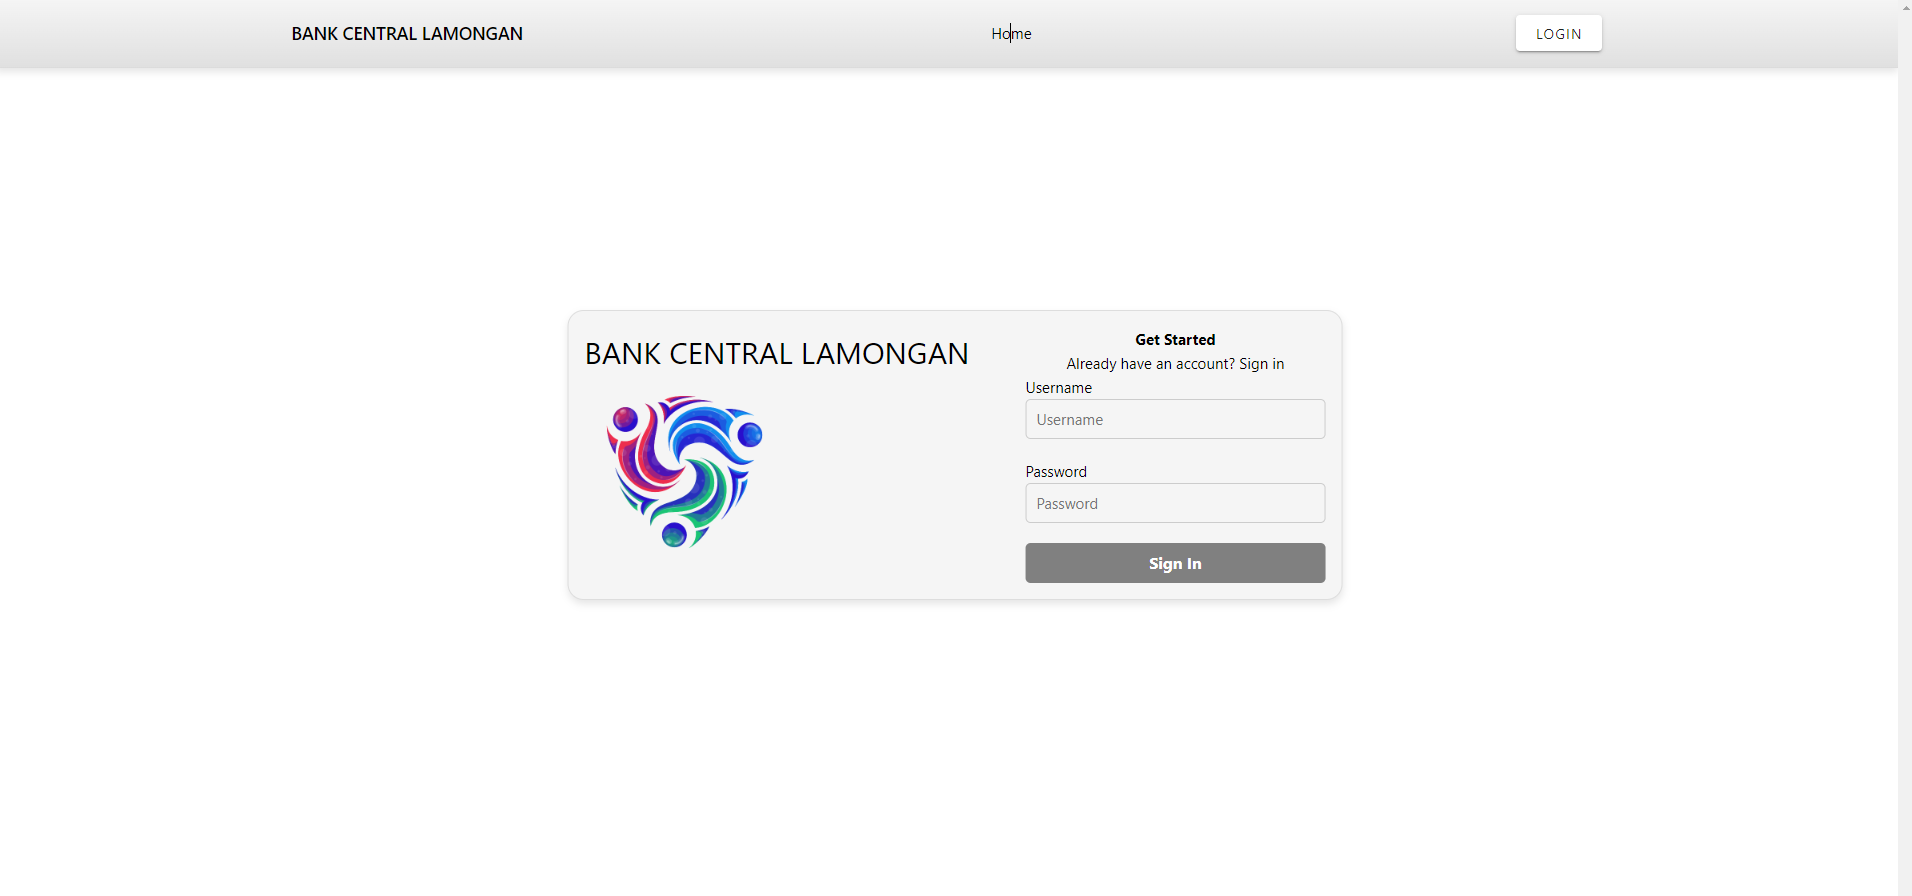 BANK CENTRAL LAMONGAN
Home
LOGIN
BANK CENTRAL LAMONGAN
Get Started
Already have an account? Sign in
Username
Username
Password
Password
Sign In